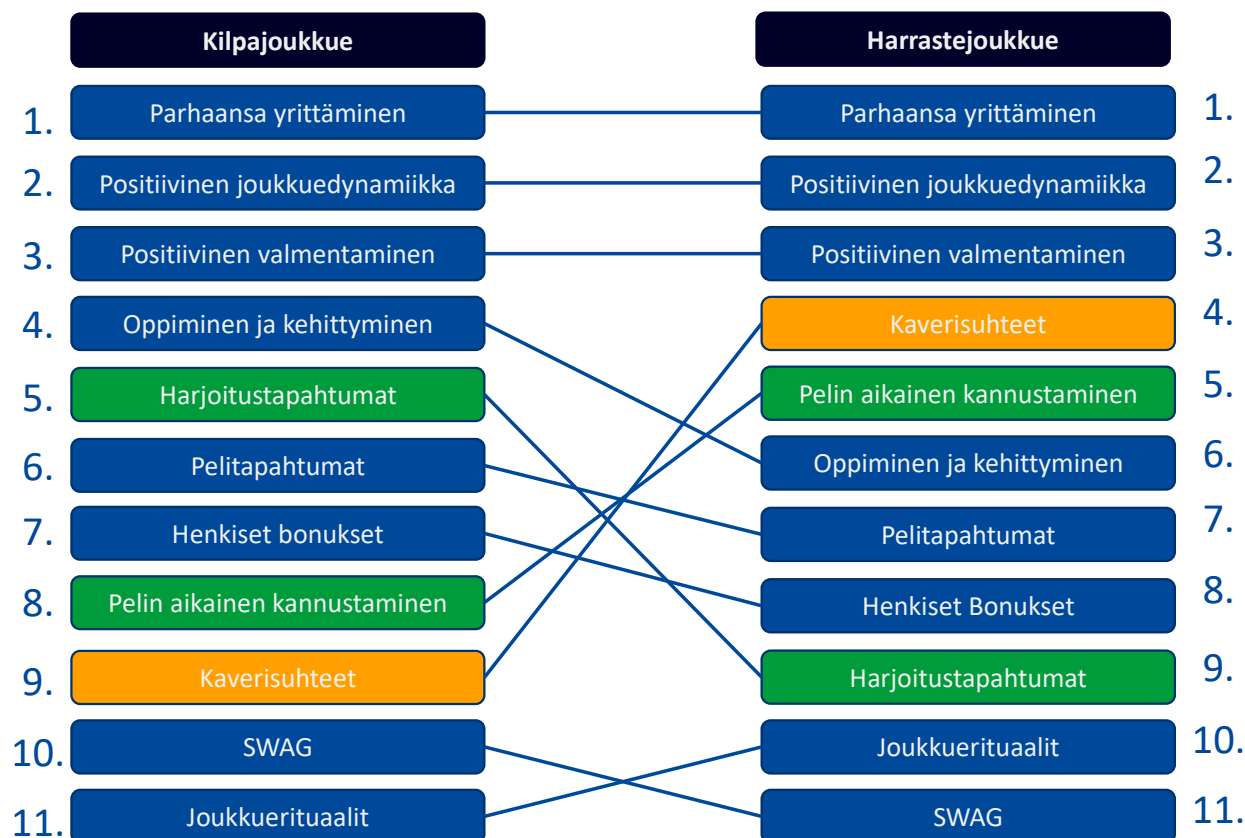 Kilpajoukkue Harrastejoukkue
1. Parhaansa yrittäminen Parhaansa yrittäminen 1.
2. Positiivinen joukkuedynamiikka Positiivinen joukkuedynamiikka 2.
3. Positiivinen valmentaminen Positiivinen valmentaminen 3.
4. Oppiminen ja kehittyminen Kaverisuhteet 4.
5. Harjoitustapahtumat Pelin aikainen kannustaminen 5.
6. Pelitapahtumat Oppiminen ja kehittyminen 6.
7. Henkiset bonukset Pelitapahtumat 7.
8. Pelin aikainen kannustaminen Henkiset Bonukset 8.
9. Kaverisuhteet Harjoitustapahtumat 9.
10. SWAG Joukkuerituaalit 10.
11. Joukkuerituaalit SWAG 11.